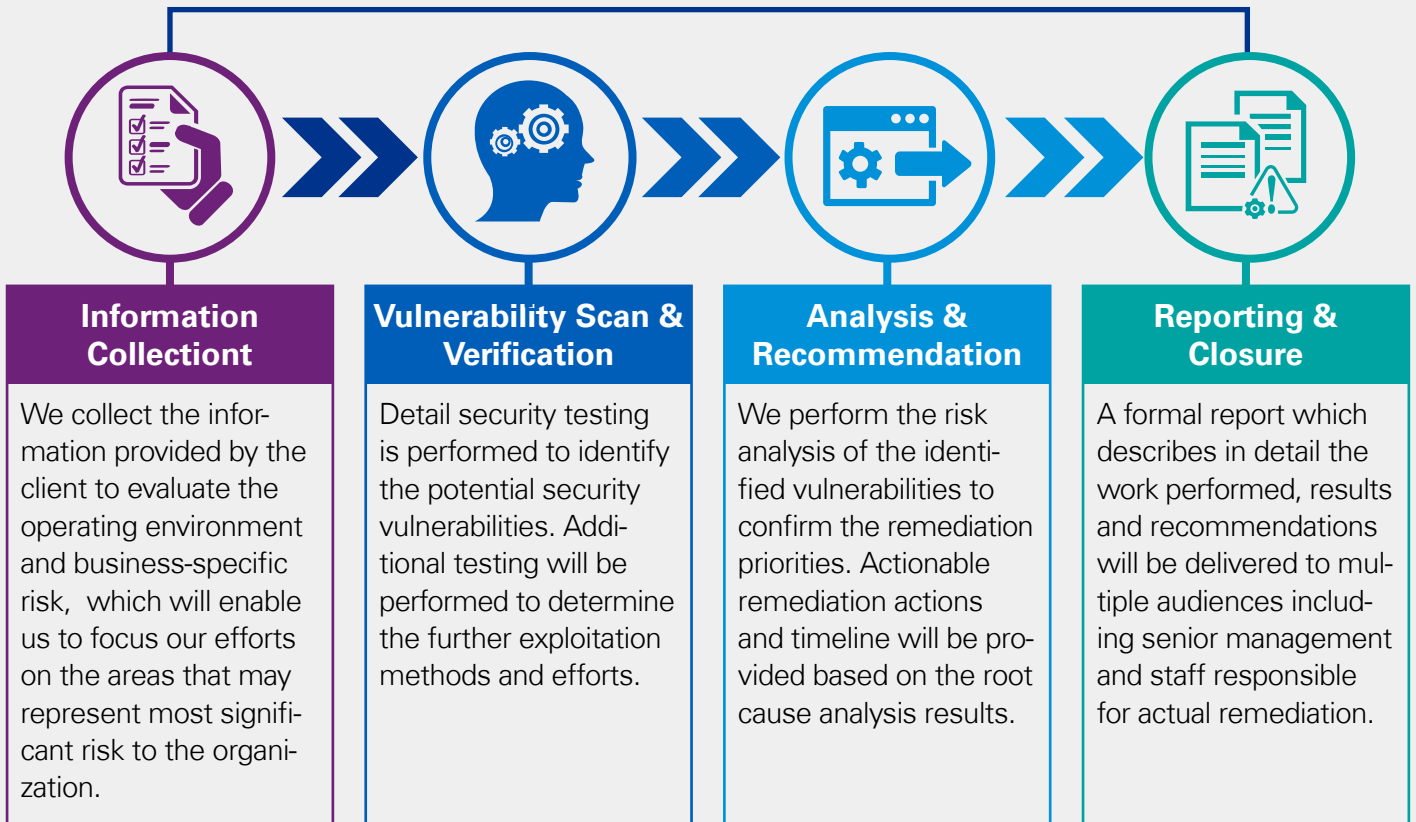 Information
Collectiont
We collect the infor-
mation provided by the
client to evaluate the
operating environment
and business-specific
risk,  which will enable
us to focus our efforts
on the areas that may
represent most signifi-
cant risk to the organi-
zation.
Vulnerability Scan &
Verification
Detail security testing
is performed to identify
the potential security
vulnerabilities. Addi-
tional testing will be
performed to determine
the further exploitation
methods and efforts.
Analysis &
Recommendation
We perform the risk
analysis of the identi-
fied vulnerabilities to
confirm the remediation
priorities. Actionable
remediation actions
and timeline will be pro-
vided based on the root
cause analysis results.
Reporting &
Closure
A formal report which
describes in detail the
work performed, results
and recommendations
will be delivered to mul-
tiple audiences includ-
ing senior management
and staff responsible
for actual remediation.